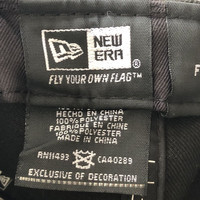 NEW
ERA®
FLY YOUR OWN FLAG™
F
HECHO EN CHINA
100% POLYESTER
FABRIQUE EN CHINE
100% POLYESTER
MADE IN CHINA
RN11493 CA40289
EXCLUSIVE OF DECORATION